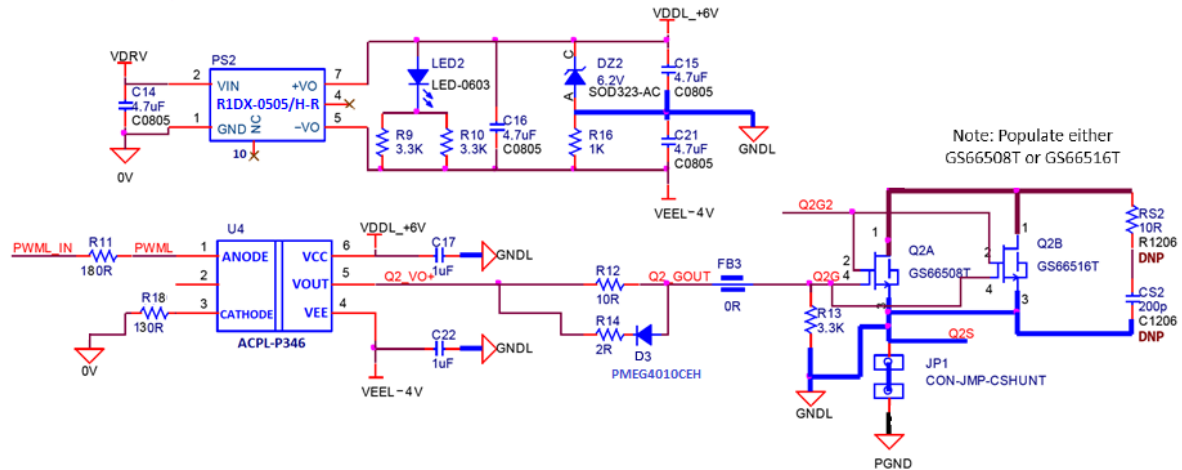 VDDL_+6V
VDRV
PS2
2
VIN
+VO
7
C14
4.7uF
C0805
R1DX-0505/H-R
4
1
GND
NC
-VO
5
10
0V
LED2
LED-0603
R9
3.3K
R10
3.3K
C16
4.7uF
C0805
C
DZ2
6.2V
SOD323-AC
A
R16
1K
C15
4.7uF
C0805
C21
4.7uF
C0805
GNDL
VEEL-4V
Note: Populate either
GS66508T or GS66516T
U4
PWML_IN
R11
180R
PWML
1
ANODE
VCC
6
2
VOUT
5
R18
130R
3
CATHODE
VEE
4
0V
ACPL-P346
VDDL_+6V
C17
1uF
GNDL
Q2_VO+
C22
1uF
GNDL
VEEL-4V
R12
10R
R14
2R
D3
PMEG4010CEH
Q2_GOUT
FB3
0R
Q2G2
Q2G
R13
3.3K
GNDL
1
2
4
3
Q2A
GS66508T
1
2
4
3
Q2B
GS66516T
RS2
10R
R1206
DNP
CS2
200p
C1206
DNP
Q2S
JP1
CON-JMP-CSHUNT
PGND